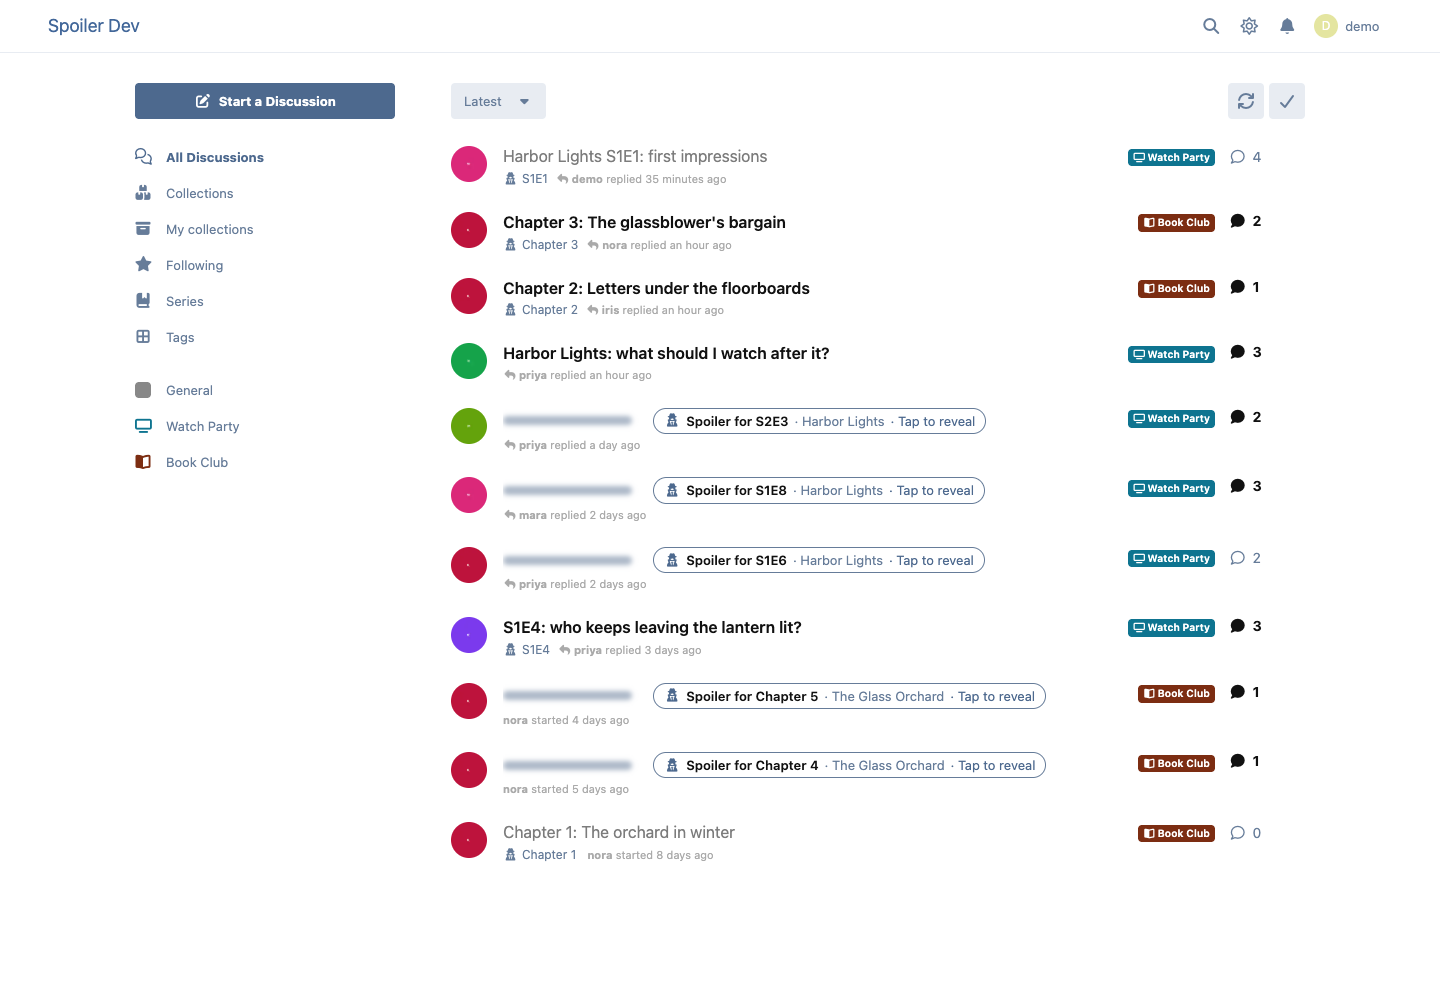 Spoiler Dev
D demo
Start a Discussion
Latest
All Discussions
Collections
My collections
Following
Series
Tags
General
Watch Party
Book Club
Harbor Lights S1E1: first impressions
Watch Party 4
S1E1 demo replied 35 minutes ago
Chapter 3: The glassblower's bargain
Book Club 2
Chapter 3 nora replied an hour ago
Chapter 2: Letters under the floorboards
Book Club 1
Chapter 2 iris replied an hour ago
Harbor Lights: what should I watch after it?
Watch Party 3
priya replied an hour ago
Spoiler for S2E3 · Harbor Lights · Tap to reveal
Watch Party 2
priya replied a day ago
Spoiler for S1E8 · Harbor Lights · Tap to reveal
Watch Party 3
mara replied 2 days ago
Spoiler for S1E6 · Harbor Lights · Tap to reveal
Watch Party 2
priya replied 2 days ago
S1E4: who keeps leaving the lantern lit?
Watch Party 3
S1E4 priya replied 3 days ago
Spoiler for Chapter 5 · The Glass Orchard · Tap to reveal
Book Club 1
nora started 4 days ago
Spoiler for Chapter 4 · The Glass Orchard · Tap to reveal
Book Club 1
nora started 5 days ago
Chapter 1: The orchard in winter
Book Club 0
Chapter 1 nora started 8 days ago